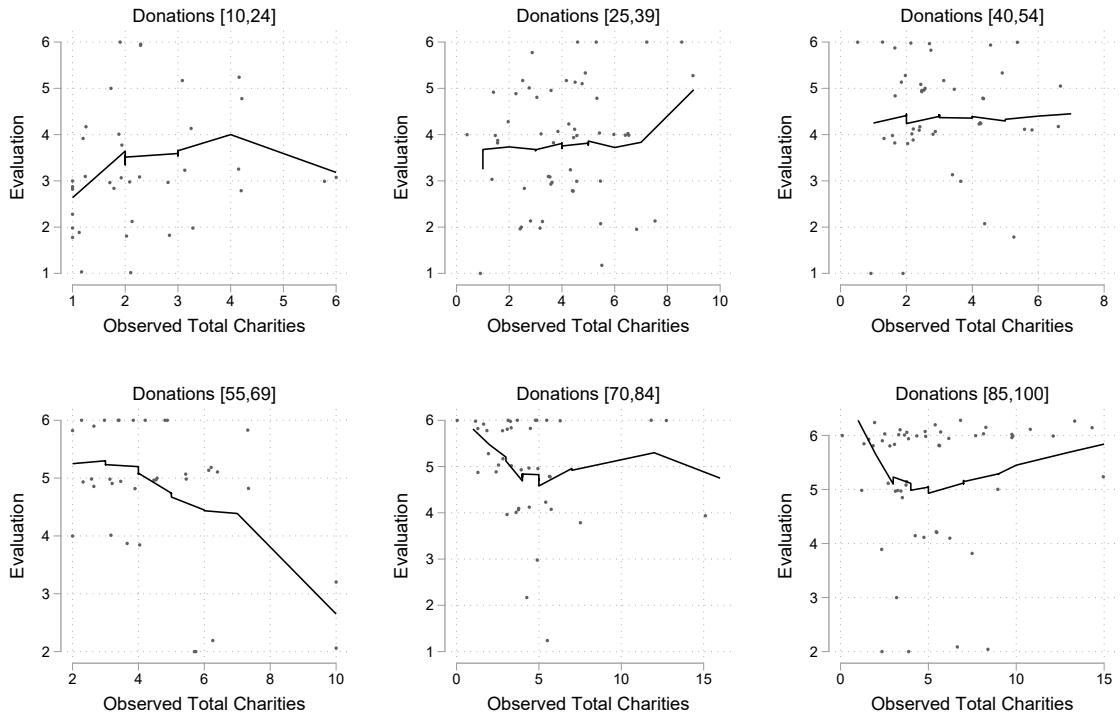 Donations [10,24]
6
5
4
3
2
1
Evaluation
1 2 3 4 5 6
Observed Total Charities
Donations [25,39]
6
5
4
3
2
1
Evaluation
0 2 4 6 8 10
Observed Total Charities
Donations [40,54]
6
5
4
3
2
1
Evaluation
0 2 4 6 8
Observed Total Charities
Donations [55,69]
6
5
4
3
2
Evaluation
2 4 6 8 10
Observed Total Charities
Donations [70,84]
6
5
4
3
2
1
Evaluation
0 5 10 15
Observed Total Charities
Donations [85,100]
6
5
4
3
2
Evaluation
0 5 10 15
Observed Total Charities